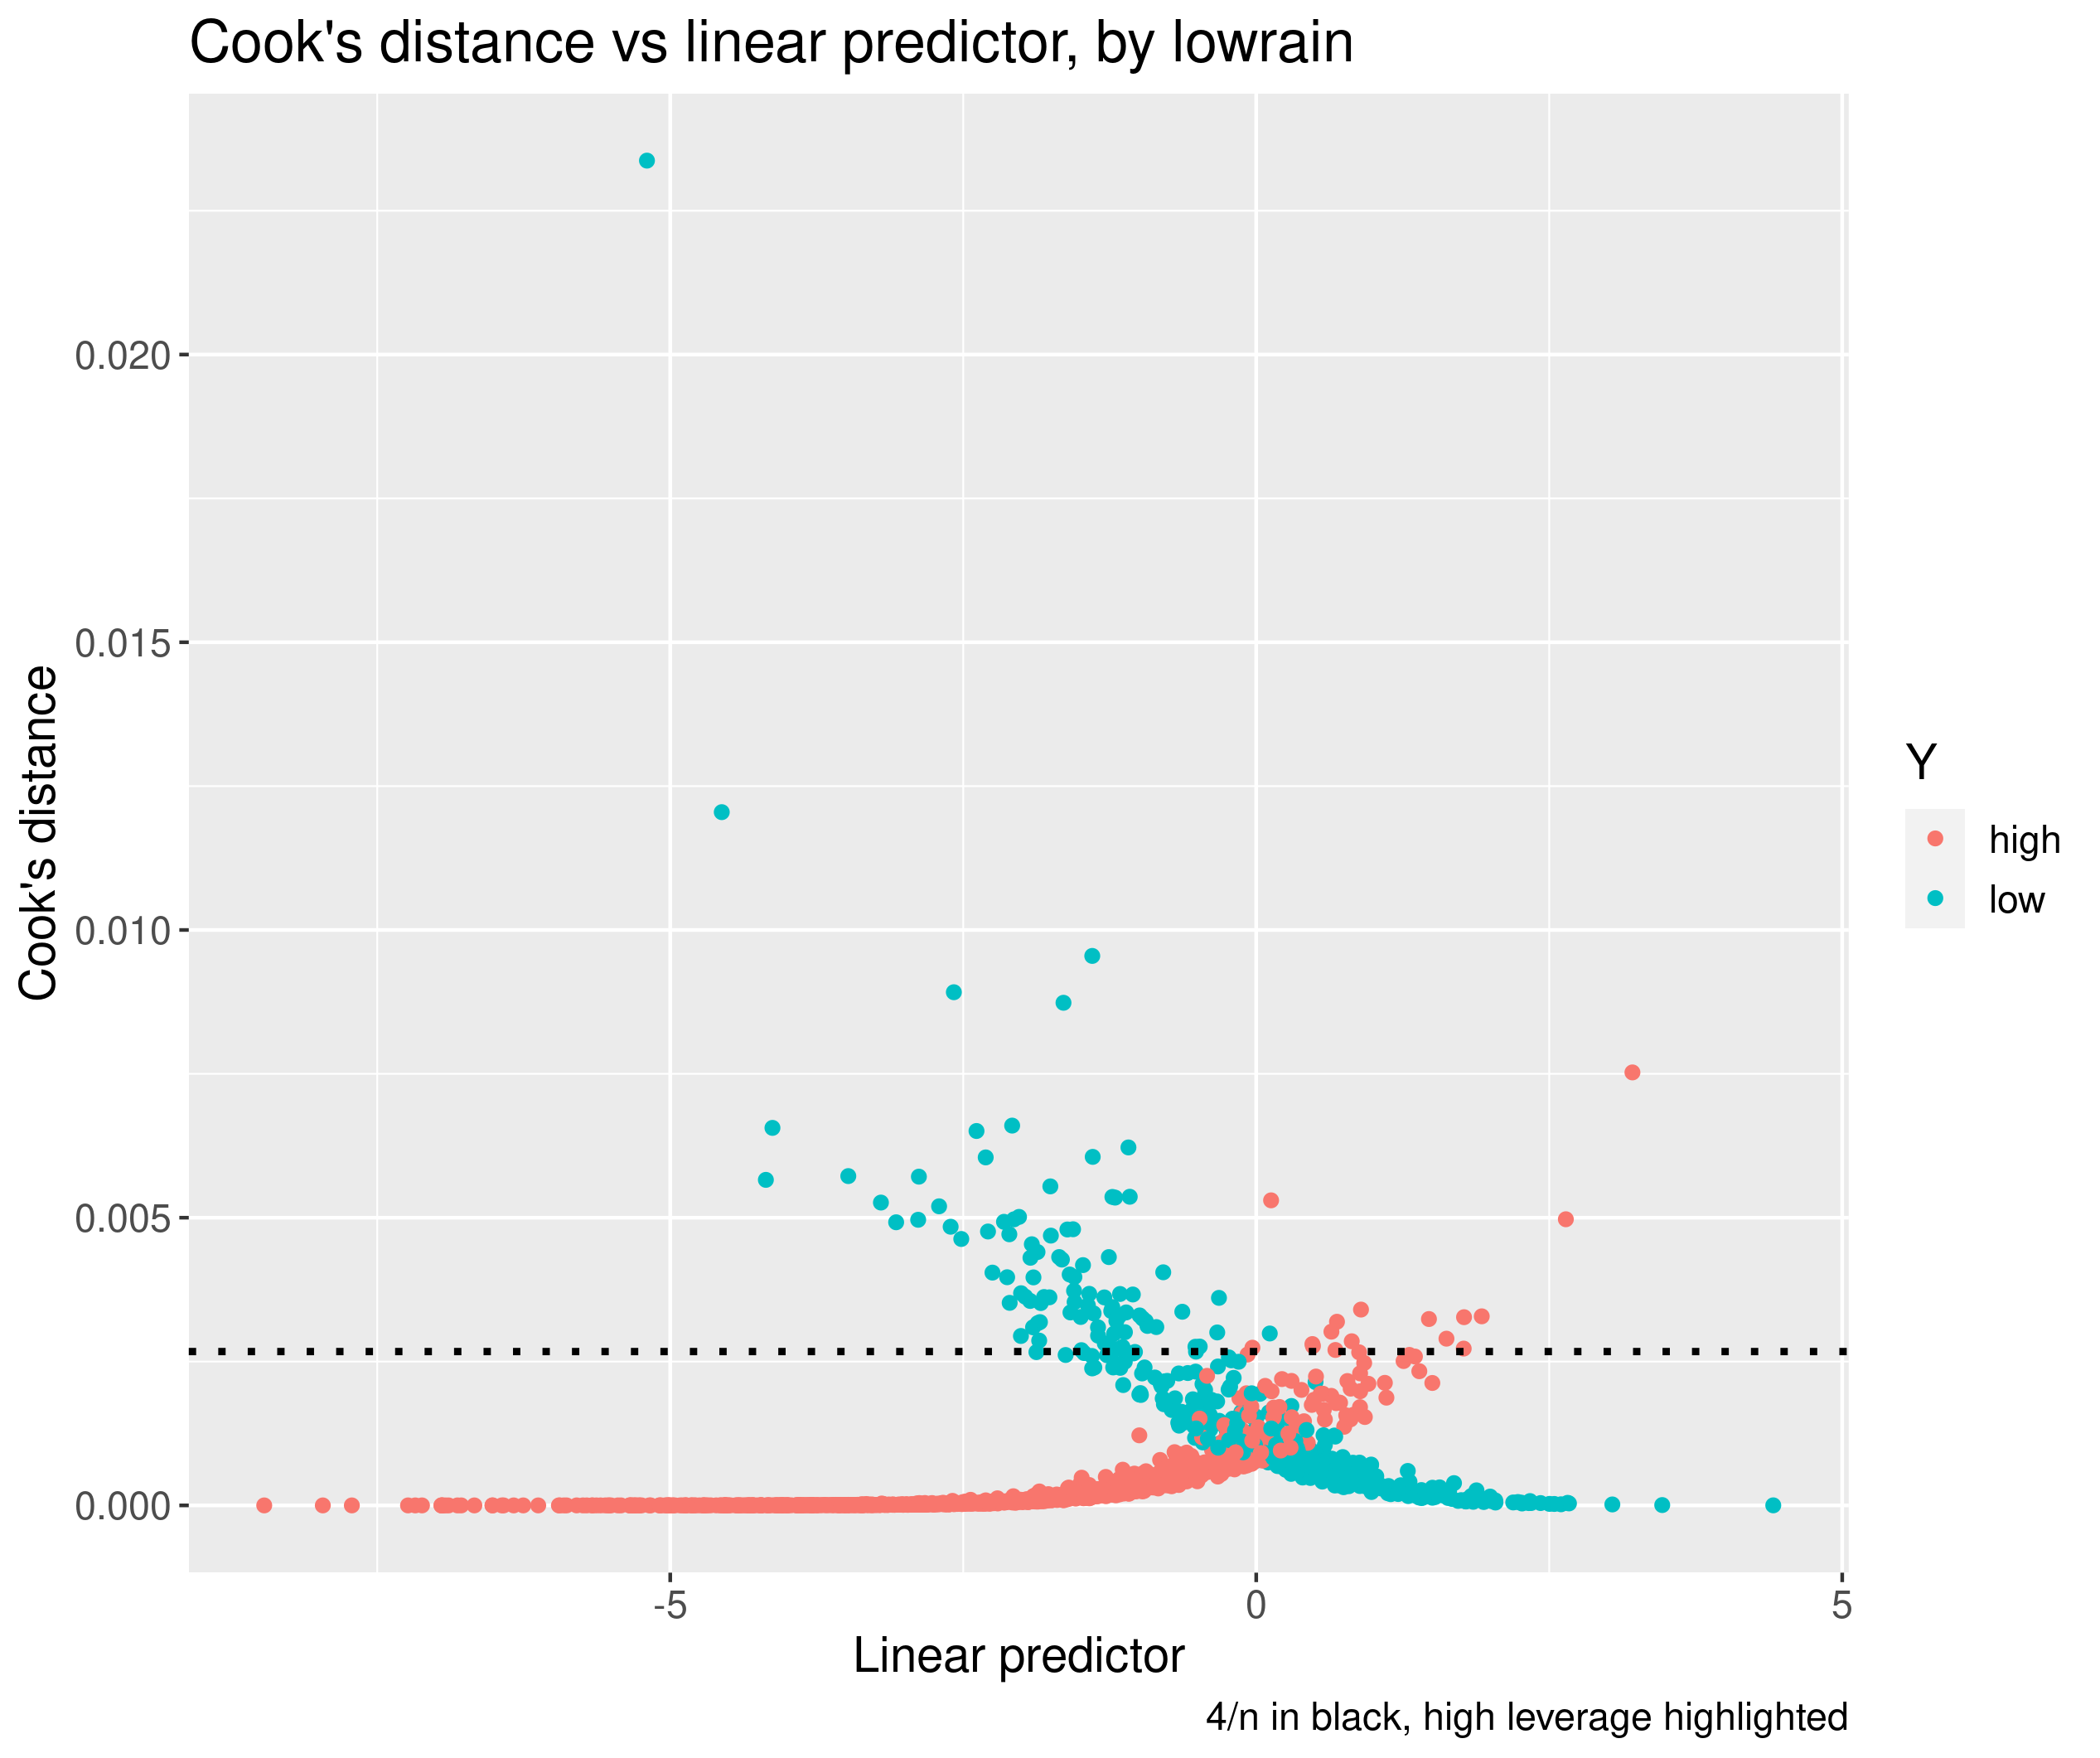 Cook's distance vs linear predictor, by lowrain
Cook's distance
0.020
0.015
0.010
0.005
0.000
-5
0
5
Linear predictor
Y
high
low
4/n in black, high leverage highlighted